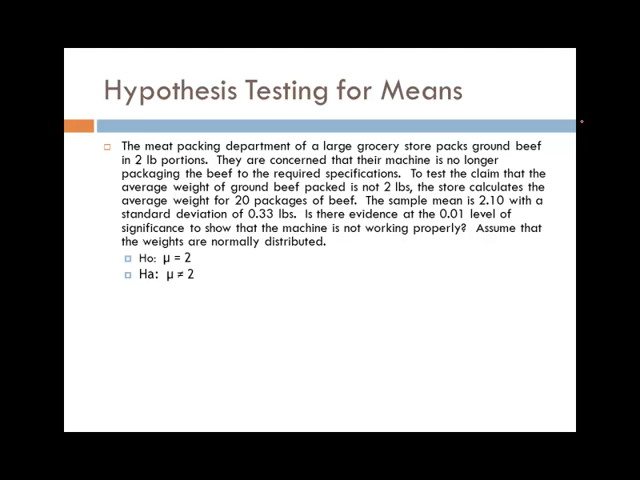 Hypothesis Testing for Means
The meat packing department of a large grocery store packs ground beef
in 2 lb portions. They are concerned that their machine is no longer
packaging the beef to the required specifications. To test the claim that the
average weight of ground beef packed is not 2 lbs, the store calculates the
average weight for 20 packages of beef. The sample mean is 2.10 with a
standard deviation of 0.33 lbs. Is there evidence at the 0.01 level of
significance to show that the machine is not working properly? Assume that
the weights are normally distributed.
Ho: μ = 2
Ha: μ ≠ 2